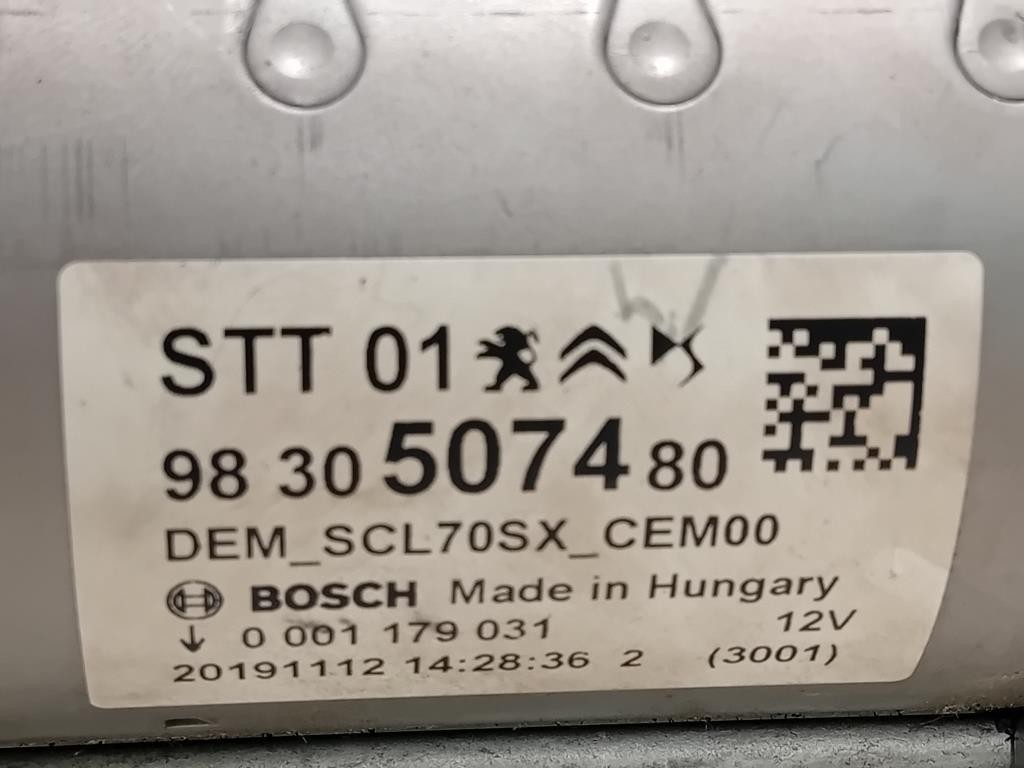 STT 01
98 30 5074 80
DEM_SCL70SX_CEM00
BOSCH Made in Hungary
0 001 179 031 12V
20191112 14:28:36 2 (3001)